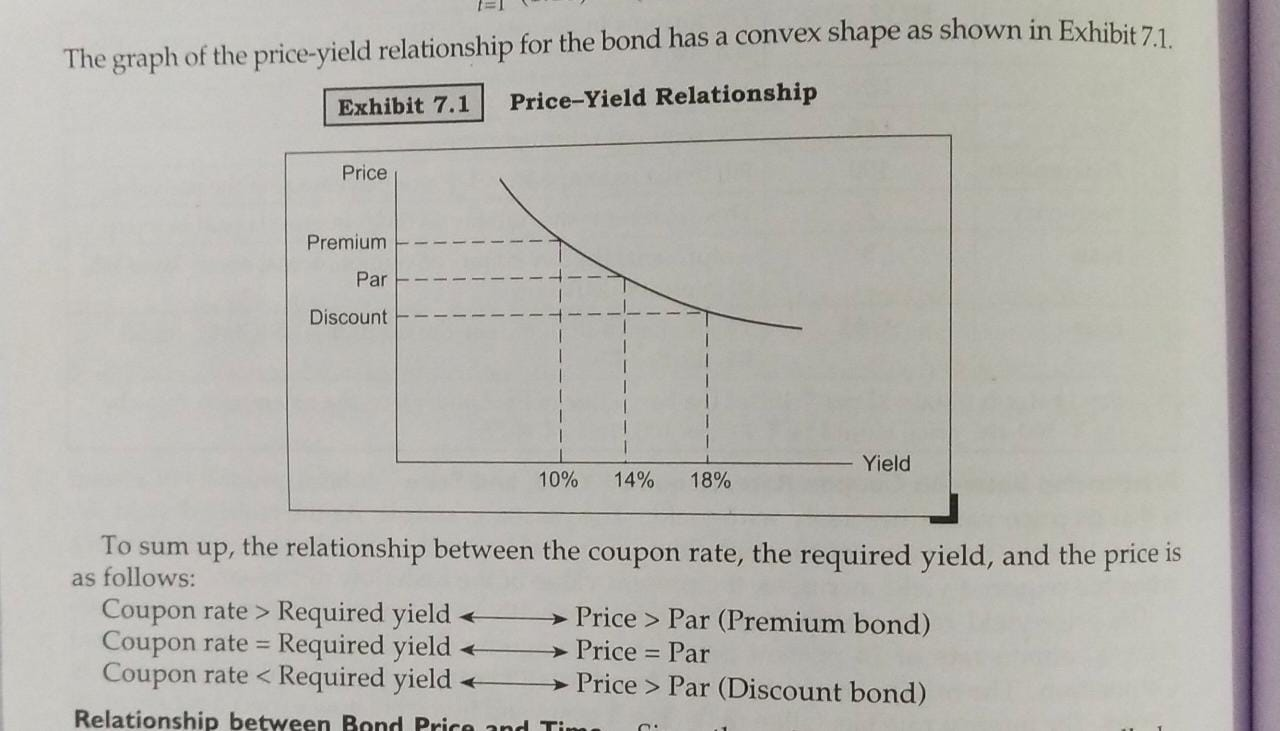 The graph of the price-yield relationship for the bond has a convex shape as shown in Exhibit 7.1.
Exhibit 7.1 Price–Yield Relationship
Price
Premium
Par
Discount
Yield
10% 14% 18%
To sum up, the relationship between the coupon rate, the required yield, and the price is
as follows:
Coupon rate > Required yield ←→ Price > Par (Premium bond)
Coupon rate = Required yield ←→ Price = Par
Coupon rate < Required yield ←→ Price > Par (Discount bond)
Relationship between Bond Price and Time